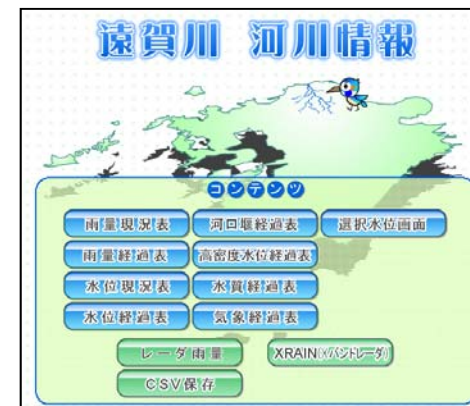 遠賀川 河川情報
コンテンツ
雨量現況表 河口堰経過表 選択水位画面
雨量経過表 高密度水位経過表
水位現況表 水質経過表
水位経過表 気象経過表
レーダ雨量 XRAIN(Xバンドレーダ)
CSV保存